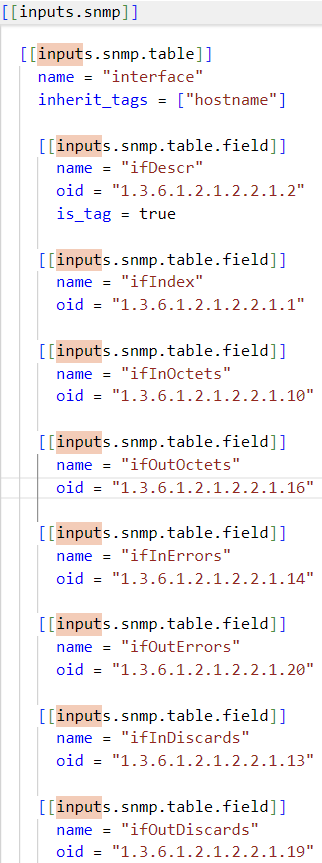 [[inputs.snmp]]
[[inputs.snmp.table]]
name = "interface"
inherit_tags = ["hostname"]
[[inputs.snmp.table.field]]
name = "ifDescr"
oid = "1.3.6.1.2.1.2.2.1.2"
is_tag = true
[[inputs.snmp.table.field]]
name = "ifIndex"
oid = "1.3.6.1.2.1.2.2.1.1"
[[inputs.snmp.table.field]]
name = "ifInOctets"
oid = "1.3.6.1.2.1.2.2.1.10"
[[inputs.snmp.table.field]]
name = "ifOutOctets"
oid = "1.3.6.1.2.1.2.2.1.16"
[[inputs.snmp.table.field]]
name = "ifInErrors"
oid = "1.3.6.1.2.1.2.2.1.14"
[[inputs.snmp.table.field]]
name = "ifOutErrors"
oid = "1.3.6.1.2.1.2.2.1.20"
[[inputs.snmp.table.field]]
name = "ifInDiscards"
oid = "1.3.6.1.2.1.2.2.1.13"
[[inputs.snmp.table.field]]
name = "ifOutDiscards"
oid = "1.3.6.1.2.1.2.2.1.19"